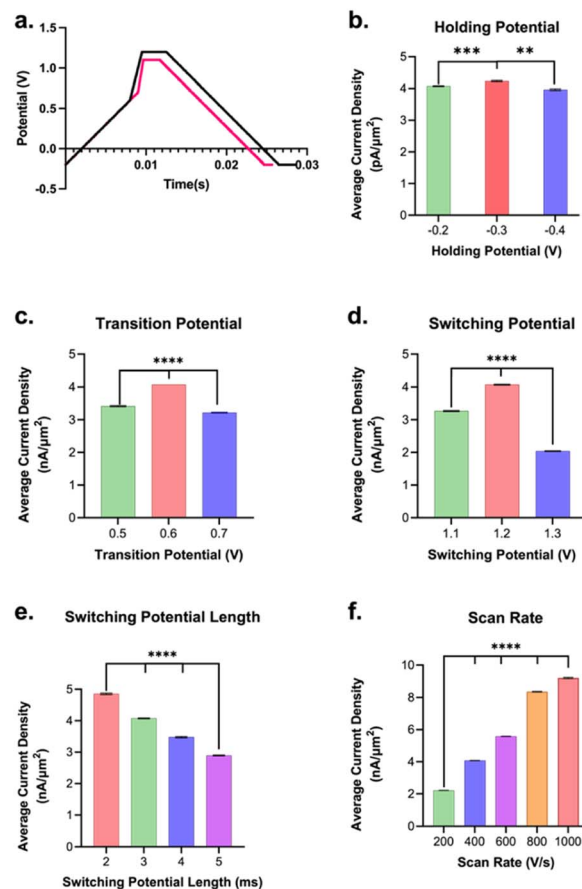 a.
Potential (V)
1.5
1.0
0.5
0.0
-0.5
0.01
0.02
0.03
Time(s)
b.
Holding Potential
***
**
Average Current Density
(pA/µm²)
5
4
3
2
1
0
-0.2
-0.3
-0.4
Holding Potential (V)
c.
Transition Potential
****
Average Current Density
(nA/µm²)
5
4
3
2
1
0
0.5
0.6
0.7
Transition Potential (V)
d.
Switching Potential
****
Average Current Density
(nA/µm²)
5
4
3
2
1
0
1.1
1.2
1.3
Switching Potential (V)
e.
Switching Potential Length
****
Average Current Density
(nA/µm²)
5
4
3
2
1
0
2
3
4
5
Switching Potential Length (ms)
f.
Scan Rate
****
Average Current Density
(nA/µm²)
10
8
6
4
2
0
200
400
600
800
1000
Scan Rate (V/s)